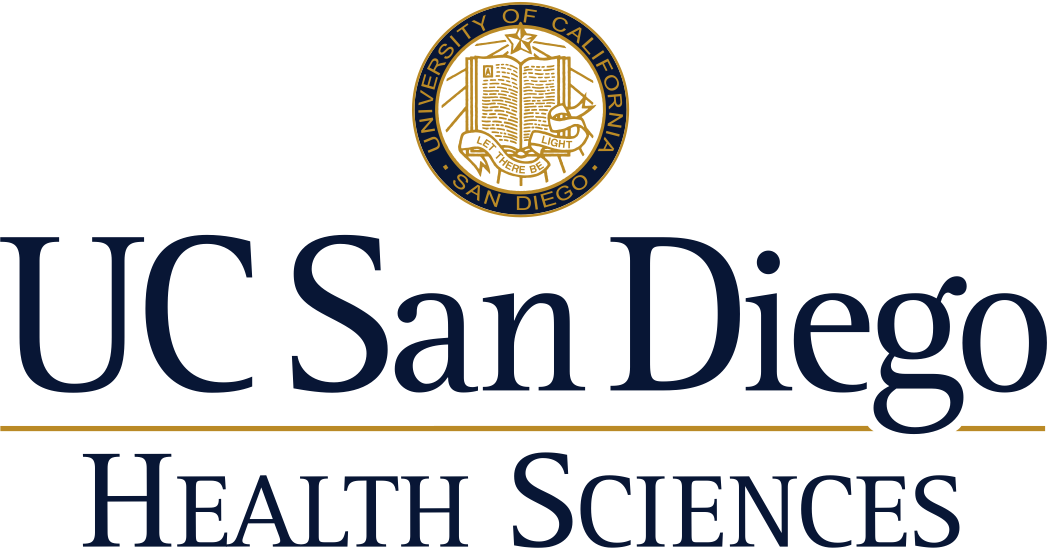 UNIVERSITY OF CALIFORNIA
A
LET THERE BE LIGHT
· SAN DIEGO ·
UC San Diego
HEALTH SCIENCES